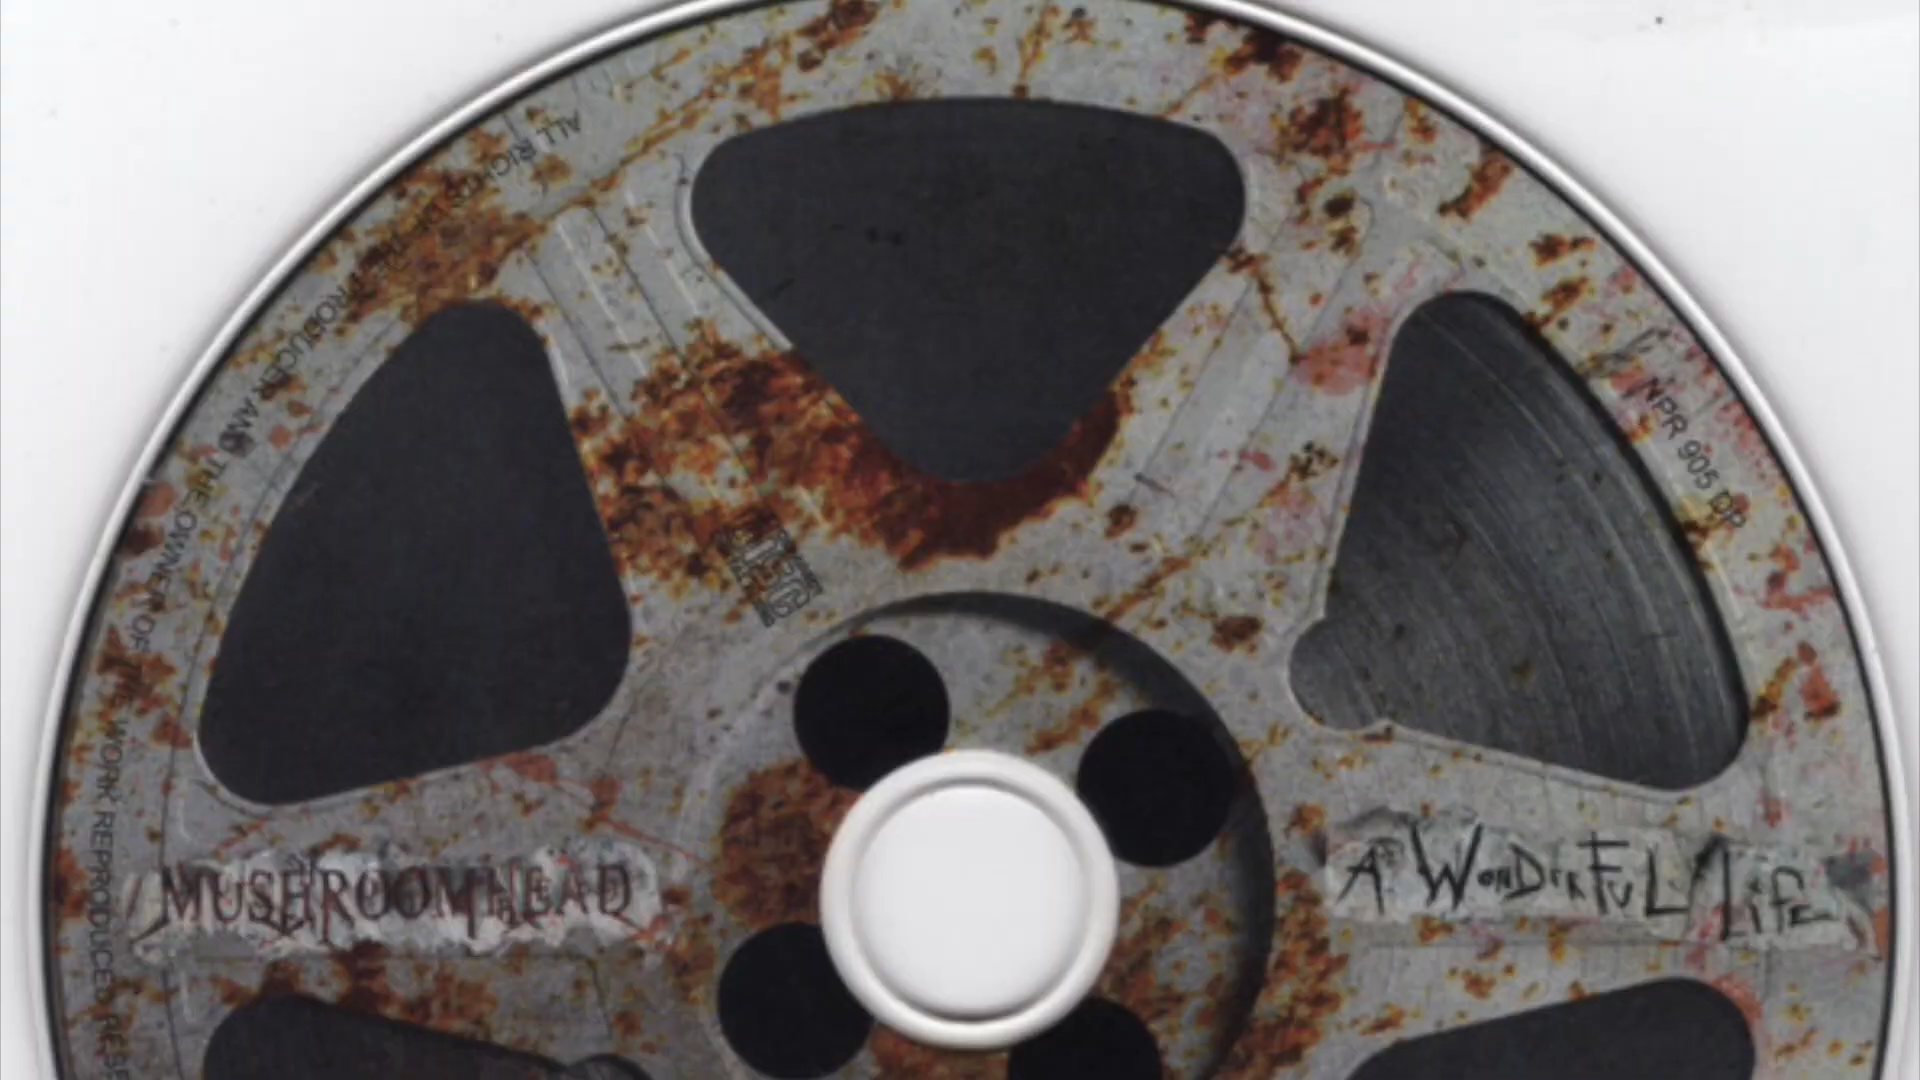 ALL RIGHTS OF THE PRODUCER AND THE OWNER OF THE WORK REPRODUCED RESE
NPR 905 DP
MUSHROOMHEAD
A WONDERFUL LIFE